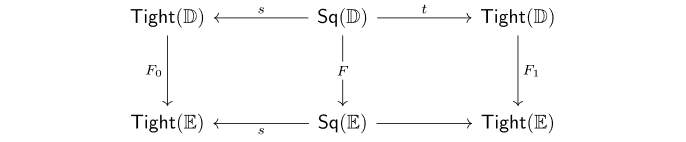 Tight(𝔻) s Sq(𝔻) t Tight(𝔻)
F₀ F F₁
Tight(𝔼) s Sq(𝔼) Tight(𝔼)